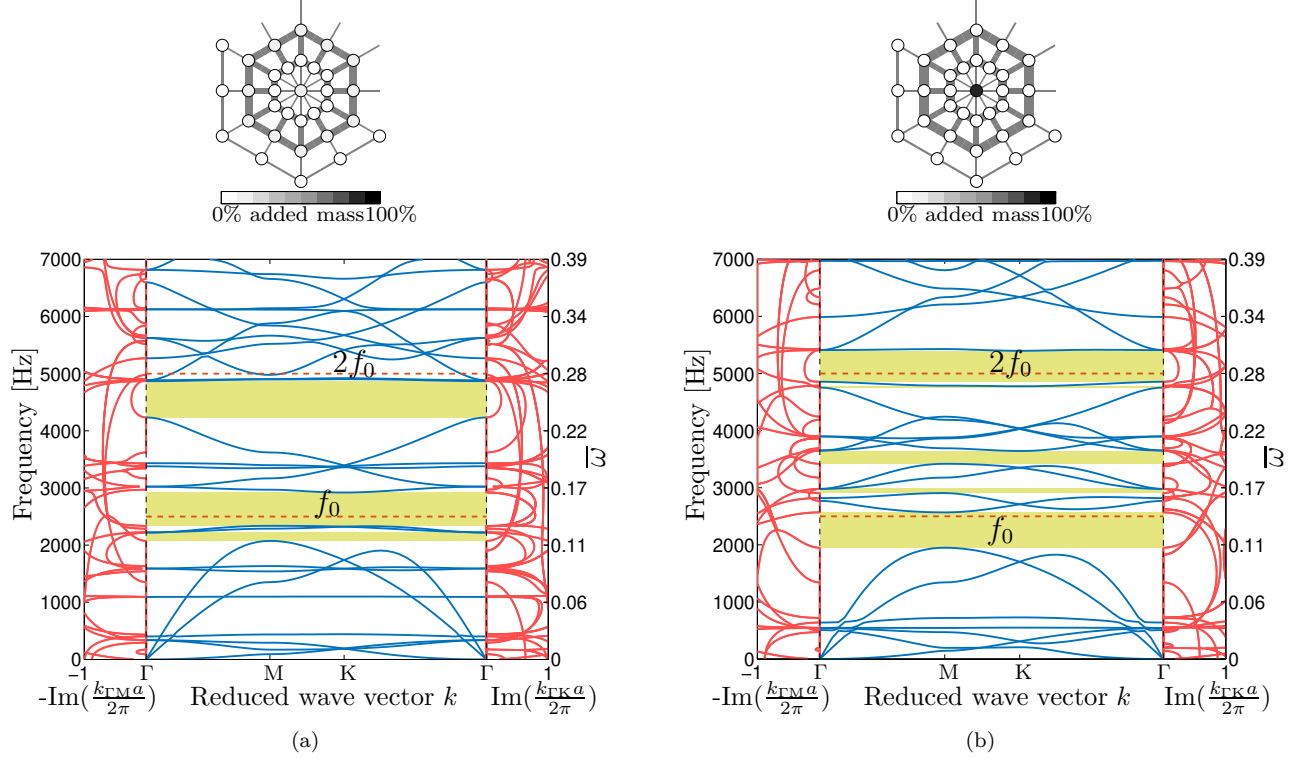 0% added mass100%
0% added mass100%
7000
6000
5000
4000
3000
2000
1000
0
Frequency [Hz]
2f₀
f₀
0.39
0.34
0.28
0.22
0.17
0.11
0.06
0
ω̅
−1 Γ M K Γ 1
-Im(k_ΓM a/2π) Reduced wave vector k Im(k_ΓK a/2π)
(a)
7000
6000
5000
4000
3000
2000
1000
0
Frequency [Hz]
2f₀
f₀
0.39
0.34
0.28
0.22
0.17
0.11
0.06
0
ω̅
−1 Γ M K Γ 1
-Im(k_ΓM a/2π) Reduced wave vector k Im(k_ΓK a/2π)
(b)